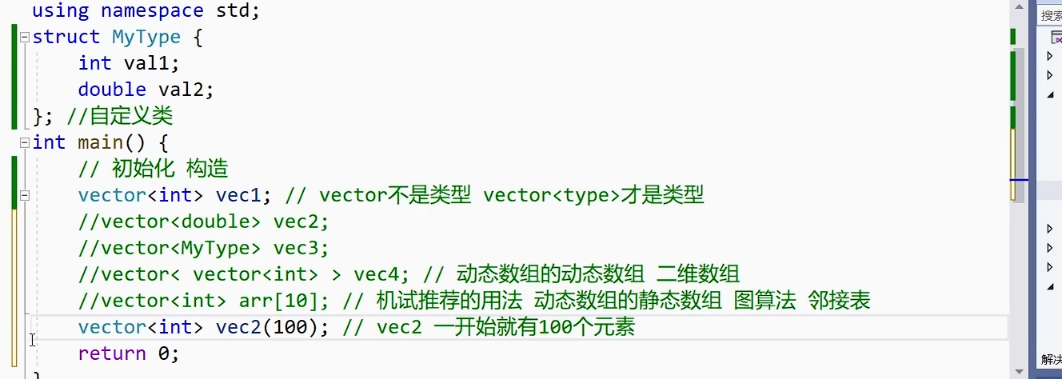 using namespace std;
struct MyType {
    int val1;
    double val2;
}; //自定义类
int main() {
    // 初始化 构造
    vector<int> vec1; // vector不是类型 vector<type>才是类型
    //vector<double> vec2;
    //vector<MyType> vec3;
    //vector< vector<int> > vec4; // 动态数组的动态数组 二维数组
    //vector<int> arr[10]; // 机试推荐的用法 动态数组的静态数组 图算法 邻接表
    vector<int> vec2(100); // vec2 一开始就有100个元素
    return 0;
}
搜索
解决